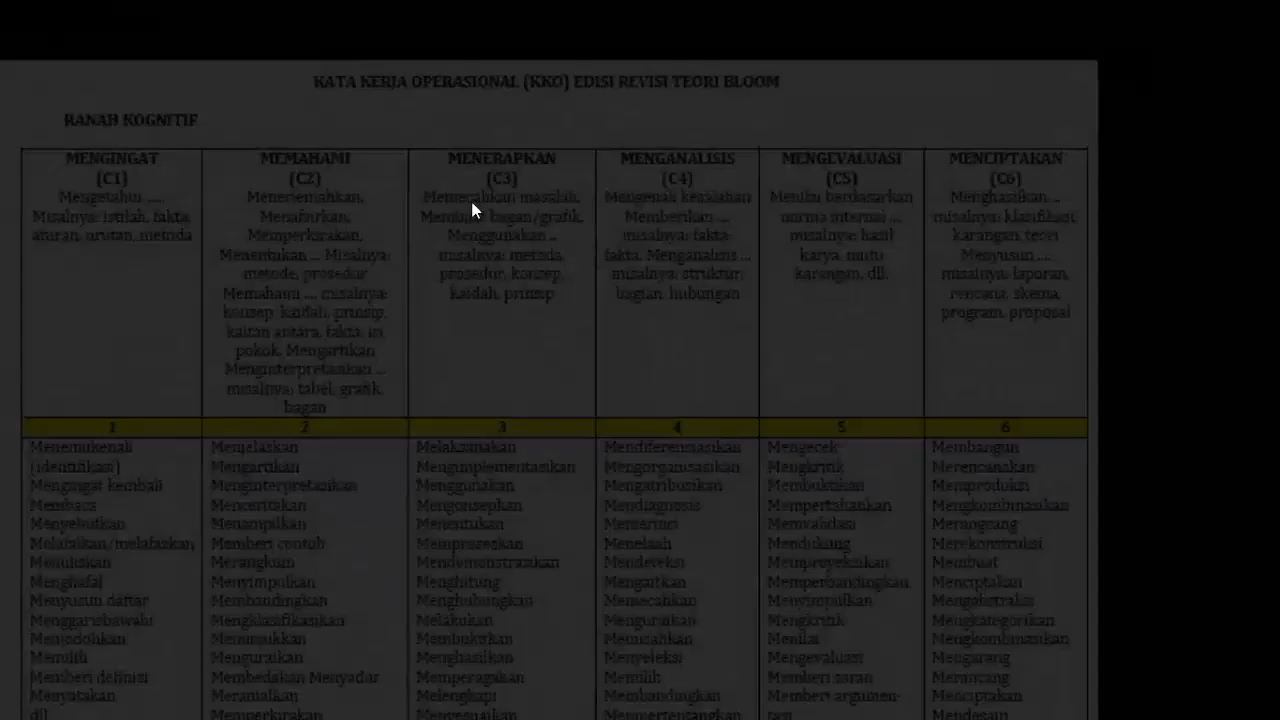 KATA KERJA OPERASIONAL (KKO) EDISI REVISI TEORI BLOOM
RANAH KOGNITIF
MENGINGAT
(C1)
Mengetahui ....
Misalnya: istilah, fakta,
aturan, urutan, metoda
MEMAHAMI
(C2)
Menerjemahkan,
Menafsirkan,
Memperkirakan,
Menentukan ... Misalnya:
metode, prosedur
Memahami ... misalnya:
konsep, kaidah, prinsip,
kaitan antara, fakta, isi
pokok. Mengartikan
Menginterpretasikan ...
misalnya: tabel, grafik,
bagan
MENERAPKAN
(C3)
Memecahkan masalah,
bagan/grafik,
Menggunakan ..
misalnya: metoda,
prosedur, konsep,
kaidah, prinsip
MENGANALISIS
(C4)
Mengenali kesalahan
Memberikan ...
misalnya: fakta-
fakta, Menganalisis ...
misalnya: struktur,
bagian, hubungan
MENGEVALUASI
(C5)
Menilai berdasarkan
norma internal ...
misalnya: hasil
karya, mutu
karangan, dll.
MENCIPTAKAN
(C6)
Menghasilkan ...
misalnya: klasifikasi,
karangan, teori
Menyusun ....
misalnya: laporan,
rencana, skema,
program, proposal
1 2 3 4 5 6
Menemukenali
(identifikasi)
Mengingat kembali
Membaca
Menyebutkan
Melafalkan/melafazkan
Menuliskan
Menghafal
Menyusun daftar
Menggarisbawahi
Menjodohkan
Memilih
Memberi definisi
Menyatakan
dll
Menjelaskan
Mengartikan
Menginterpretasikan
Menceritakan
Menampilkan
Memberi contoh
Merangkum
Menyimpulkan
Membandingkan
Mengklasifikasikan
Menunjukkan
Menguraikan
Membedakan Menyadur
Meramalkan
Memperkirakan
Melaksanakan
Mengimplementasikan
Menggunakan
Mengonsepkan
Menentukan
Memproseskan
Mendemonstrasikan
Menghitung
Menghubungkan
Melakukan
Membuktikan
Menghasilkan
Memperagakan
Melengkapi
Menyesuaikan
Mendiferensiasikan
Mengorganisasikan
Mengatribusikan
Mendiagnosis
Memerinci
Menelaah
Mendeteksi
Mengaitkan
Memecahkan
Menguraikan
Memisahkan
Menyeleksi
Memilih
Membandingkan
Mempertentangkan
Mengecek
Mengkritik
Membuktikan
Mempertahankan
Memvalidasi
Mendukung
Memproyeksikan
Memperbandingkan
Menyimpulkan
Mengkritik
Menilai
Mengevaluasi
Memberi saran
Memberi argumen-
tasi
Membangun
Merencanakan
Memproduksi
Mengkombinasikan
Merangcang
Merekonstruksi
Membuat
Menciptakan
Mengabstraksi
Mengkategorikan
Mengkombinasikan
Mengarang
Merancang
Menciptakan
Mendesain